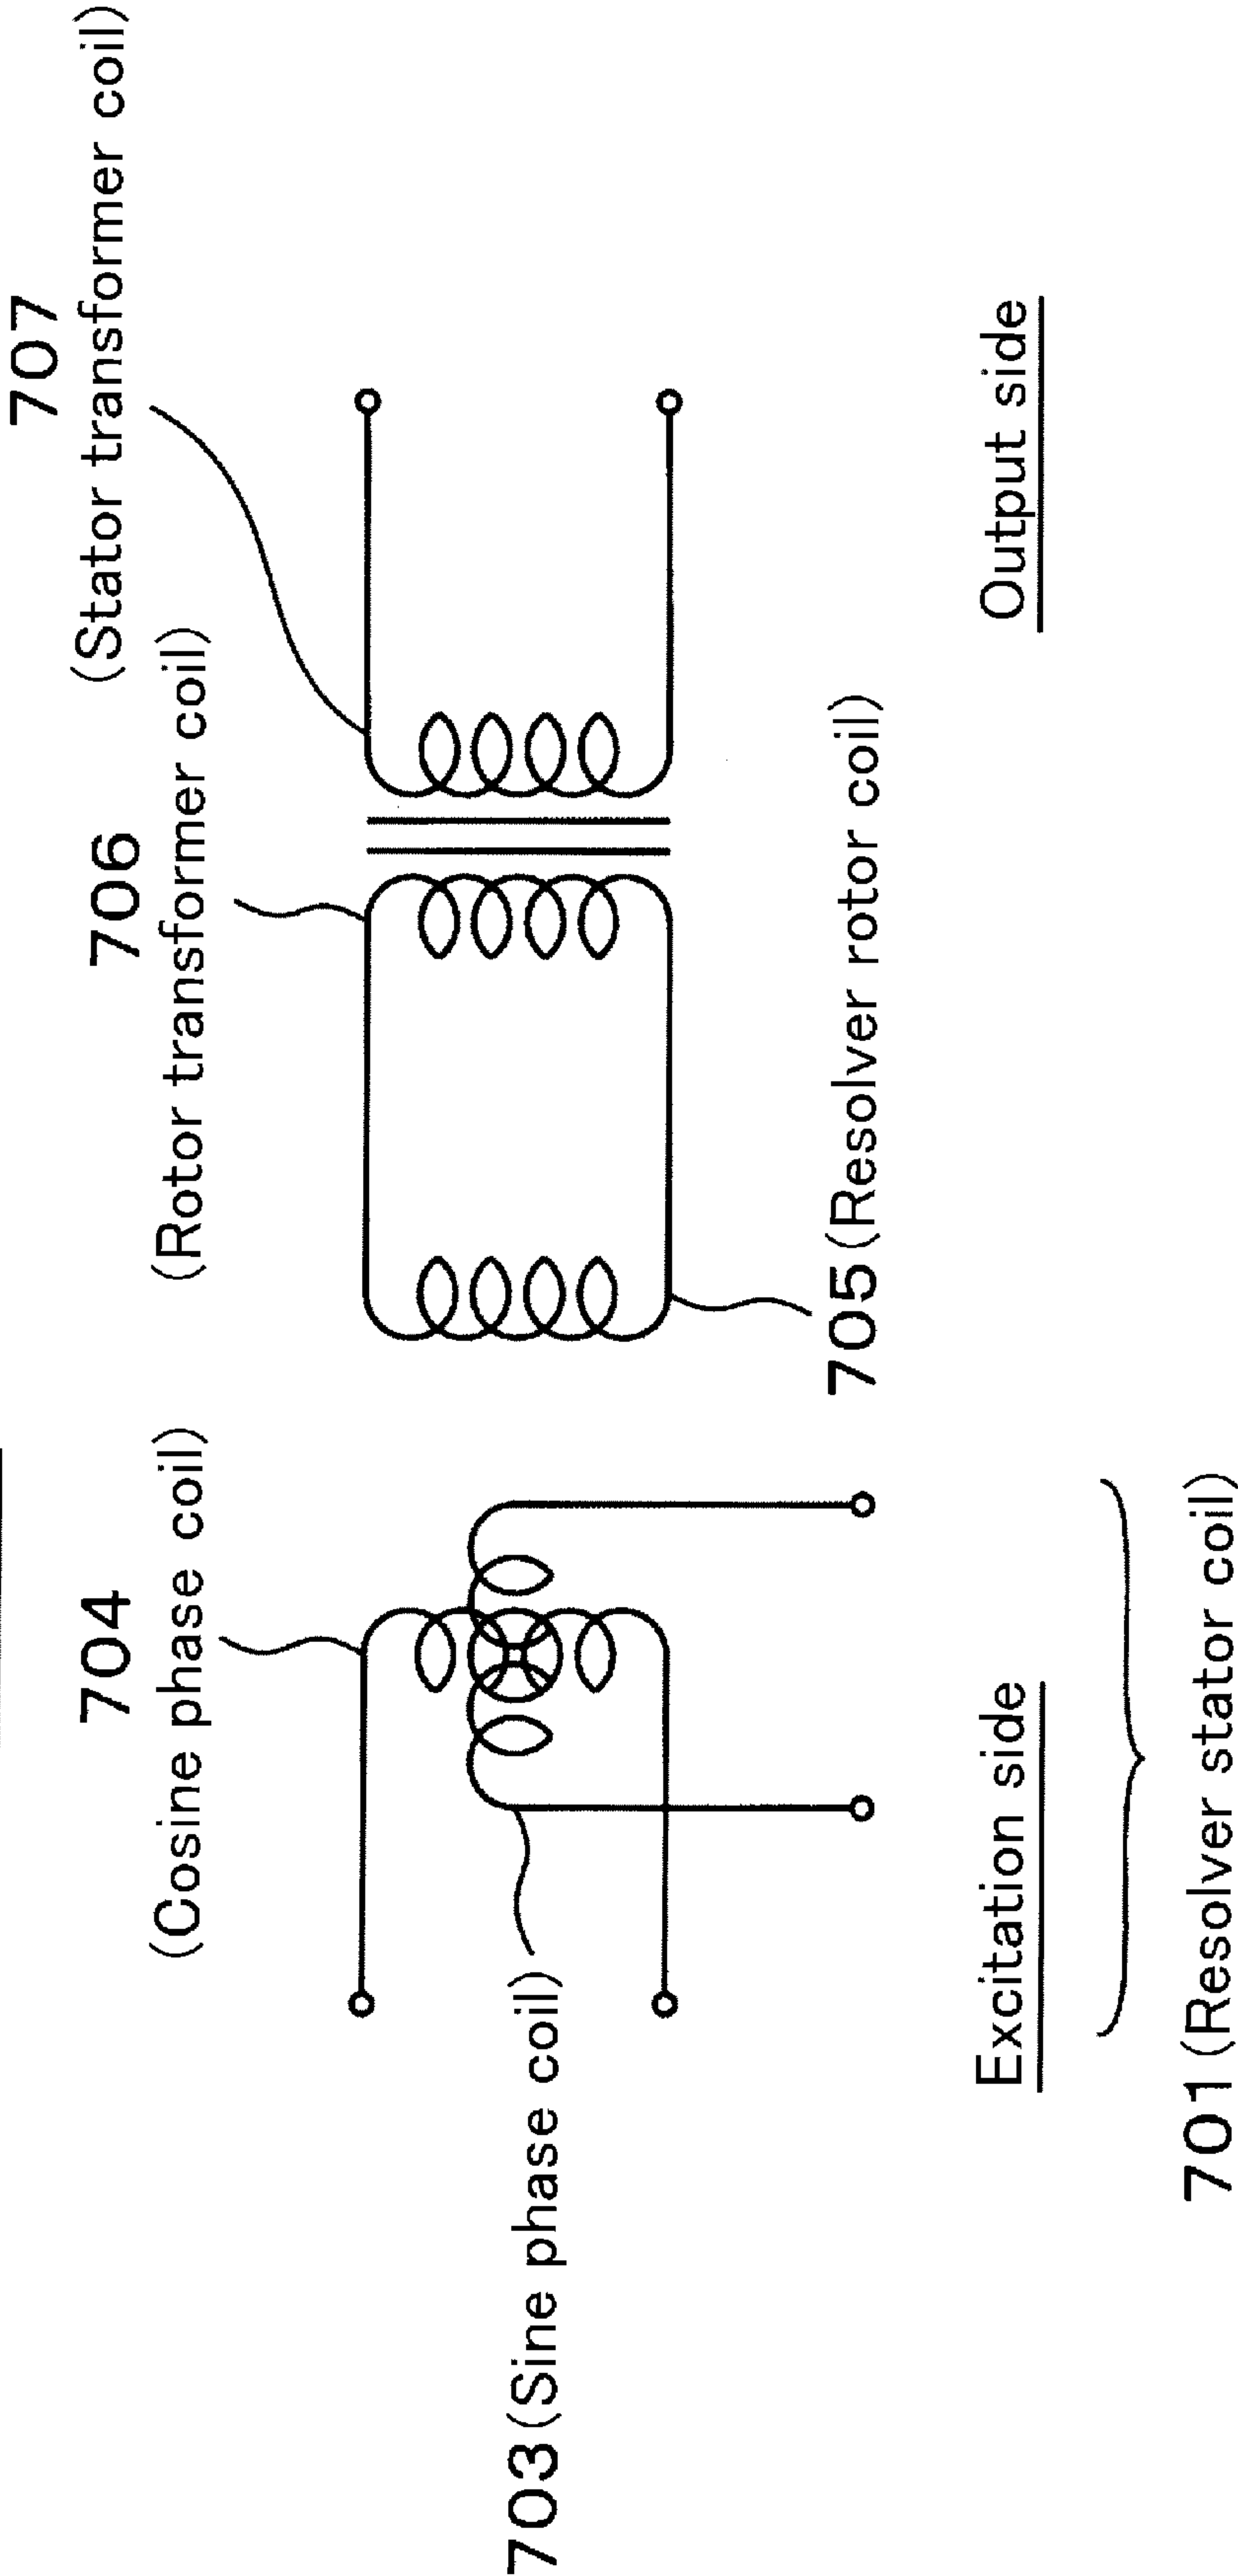 707
(Stator transformer coil)
706
(Rotor transformer coil)
704
(Cosine phase coil)
703 (Sine phase coil)
705 (Resolver rotor coil)
Excitation side
Output side
701 (Resolver stator coil)